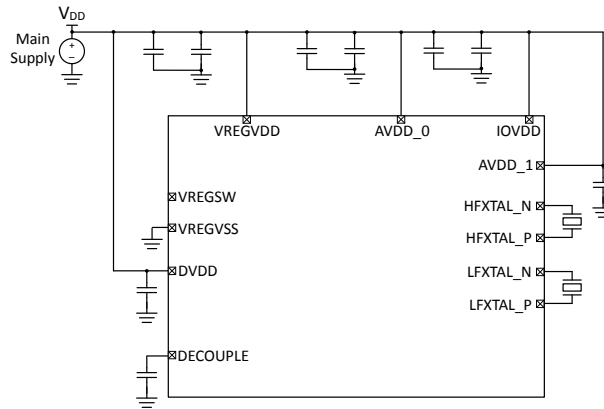 VDD
Main
Supply
+
–
VREGVDD
AVDD_0
IOVDD
AVDD_1
VREGSW
HFXTAL_N
VREGVSS
HFXTAL_P
DVDD
LFXTAL_N
LFXTAL_P
DECOUPLE